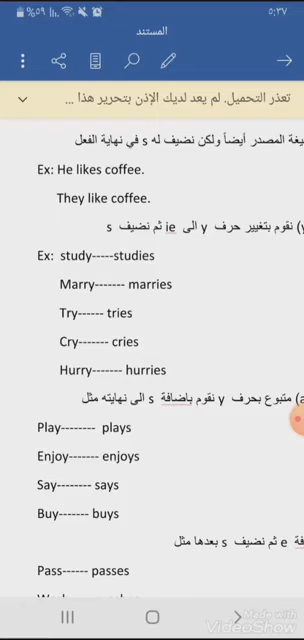 ٥:٢٧ %٥٩
المستند
تعذر التحميل. لم يعد لديك الإذن بتحرير هذا ...
المصدر أيضاً ولكن نضيف له s في نهاية الفعل
Ex: He likes coffee.
They like coffee.
y) نقوم بتغيير حرف y الى ie ثم نضيف s
Ex: study-----studies
Marry------- marries
Try------ tries
Cry------- cries
Hurry------- hurries
متبوع بحرف y نقوم باضافة s الى نهايته مثل
Play-------- plays
Enjoy------- enjoys
Say-------- says
Buy------- buys
e ثم نضيف s بعدها مثل
Pass------ passes
Made with
VideoShow